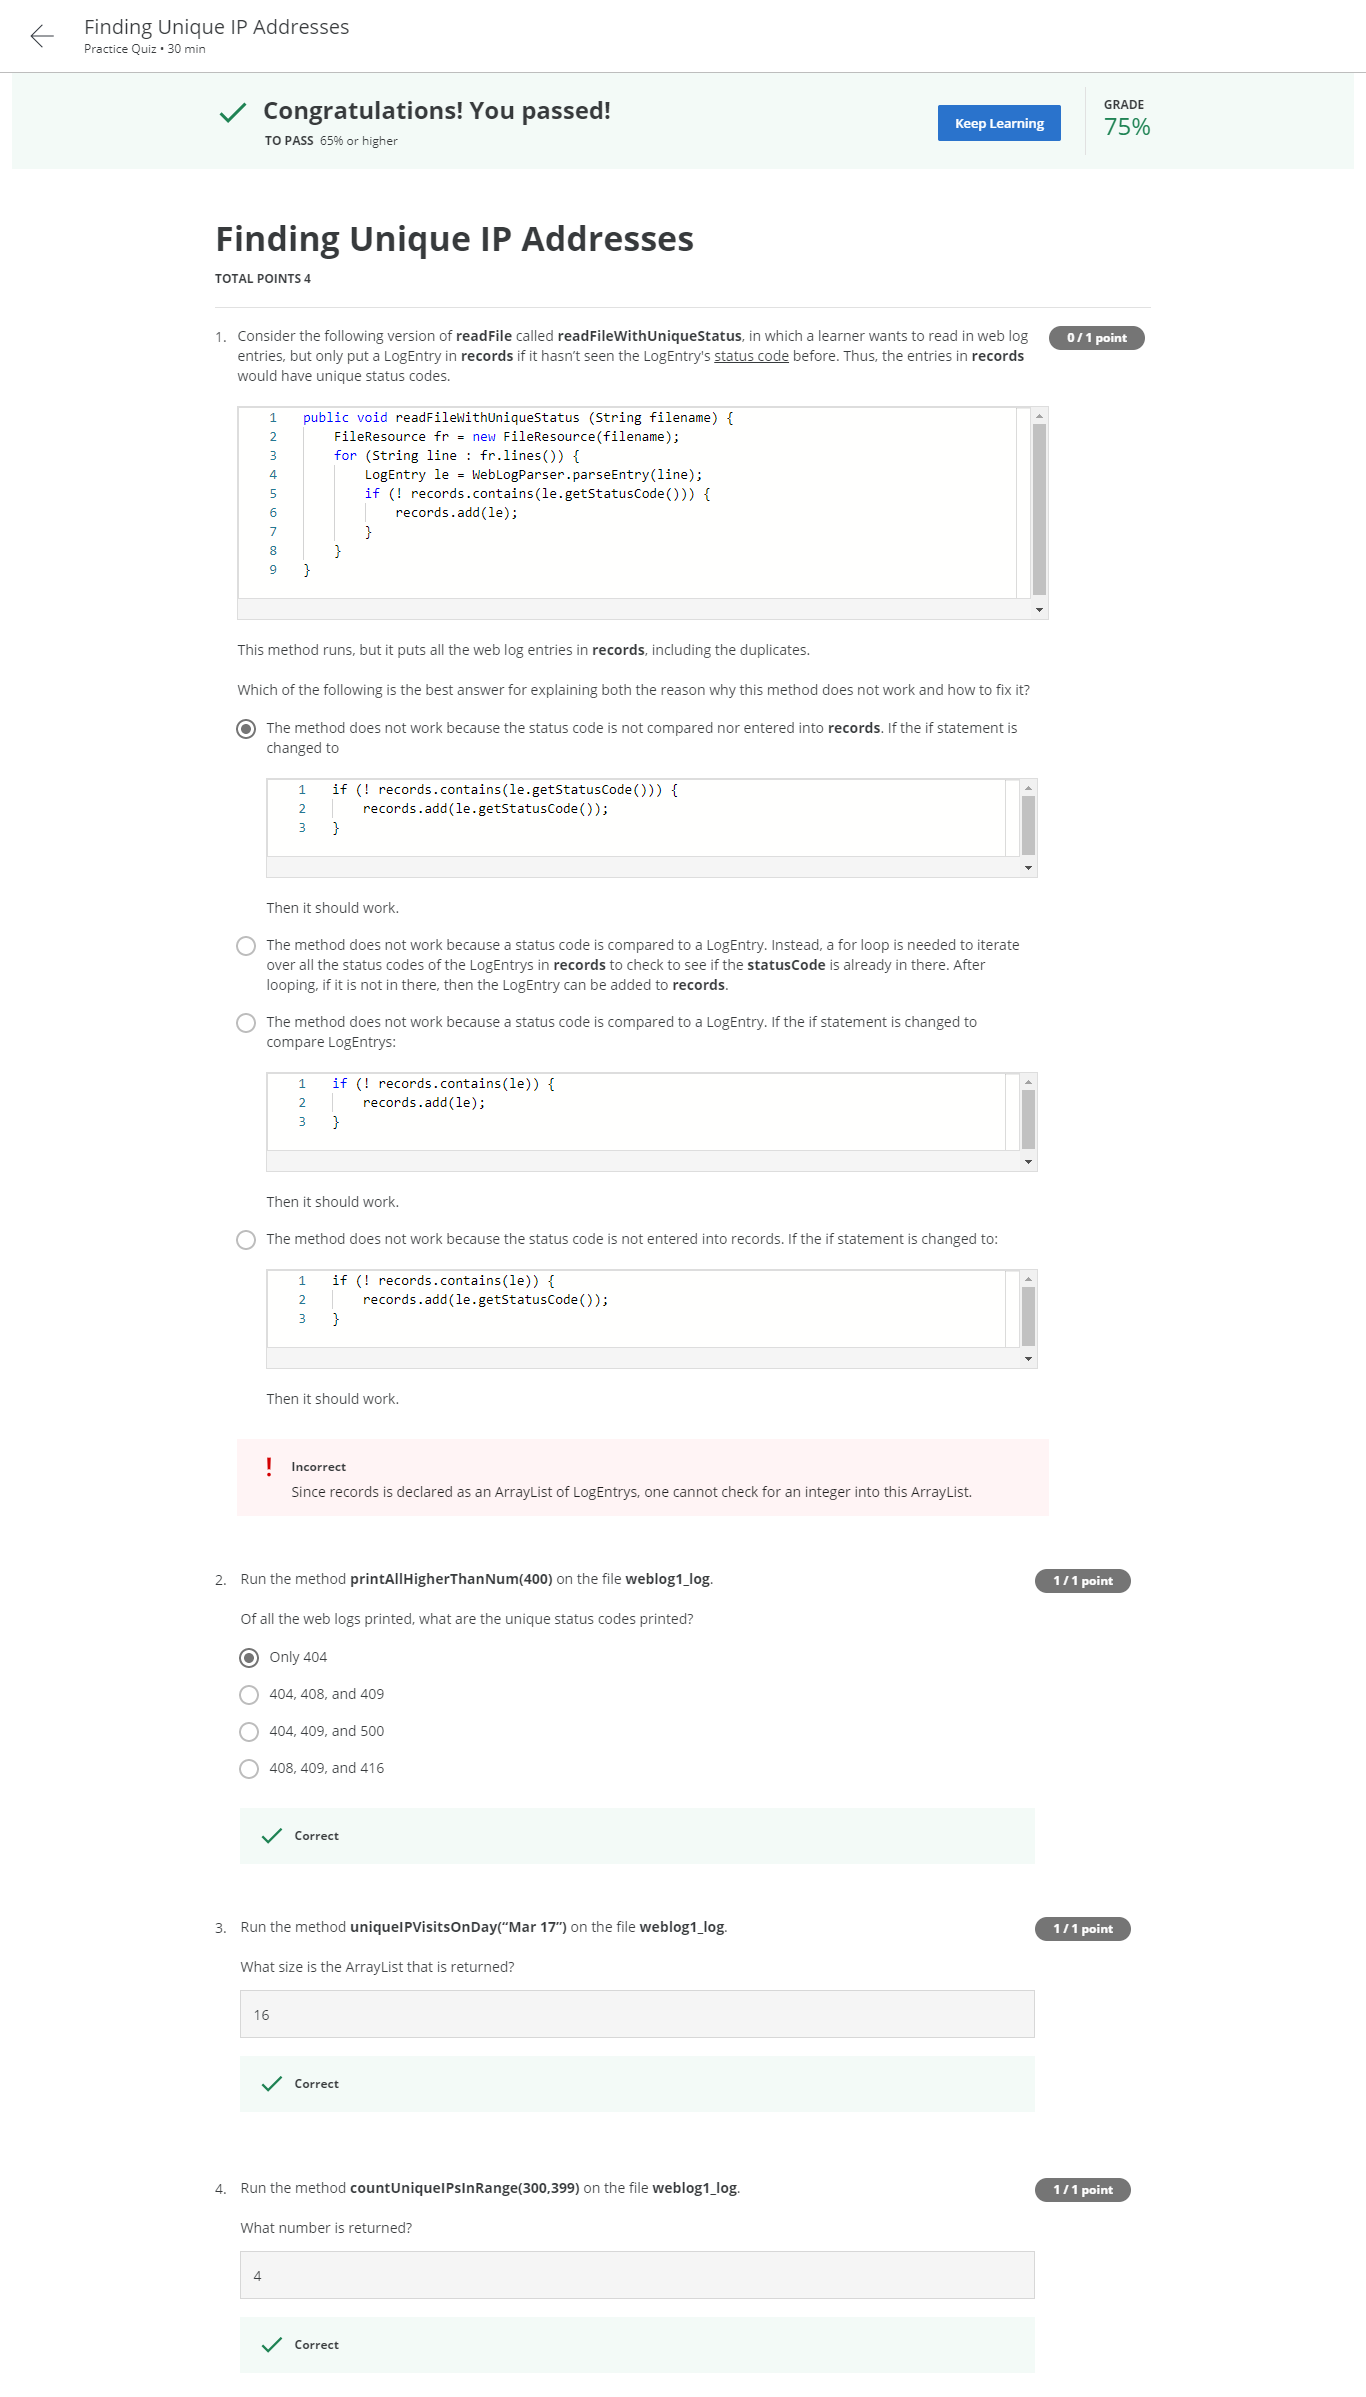 Finding Unique IP Addresses
Practice Quiz • 30 min
Congratulations! You passed!
TO PASS 65% or higher
Keep Learning
GRADE
75%
Finding Unique IP Addresses
TOTAL POINTS 4
1. Consider the following version of readFile called readFileWithUniqueStatus, in which a learner wants to read in web log
entries, but only put a LogEntry in records if it hasn't seen the LogEntry's status code before. Thus, the entries in records
would have unique status codes.
0 / 1 point
1 public void readFileWithUniqueStatus (String filename) {
2 FileResource fr = new FileResource(filename);
3 for (String line : fr.lines()) {
4 LogEntry le = WebLogParser.parseEntry(line);
5 if (! records.contains(le.getStatusCode())) {
6 records.add(le);
7 }
8 }
9 }
This method runs, but it puts all the web log entries in records, including the duplicates.
Which of the following is the best answer for explaining both the reason why this method does not work and how to fix it?
The method does not work because the status code is not compared nor entered into records. If the if statement is
changed to
1 if (! records.contains(le.getStatusCode())) {
2 records.add(le.getStatusCode());
3 }
Then it should work.
The method does not work because a status code is compared to a LogEntry. Instead, a for loop is needed to iterate
over all the status codes of the LogEntrys in records to check to see if the statusCode is already in there. After
looping, if it is not in there, then the LogEntry can be added to records.
The method does not work because a status code is compared to a LogEntry. If the if statement is changed to
compare LogEntrys:
1 if (! records.contains(le)) {
2 records.add(le);
3 }
Then it should work.
The method does not work because the status code is not entered into records. If the if statement is changed to:
1 if (! records.contains(le)) {
2 records.add(le.getStatusCode());
3 }
Then it should work.
! Incorrect
Since records is declared as an ArrayList of LogEntrys, one cannot check for an integer into this ArrayList.
2. Run the method printAllHigherThanNum(400) on the file weblog1_log.
1 / 1 point
Of all the web logs printed, what are the unique status codes printed?
Only 404
404, 408, and 409
404, 409, and 500
408, 409, and 416
Correct
3. Run the method uniqueIPVisitsOnDay(“Mar 17”) on the file weblog1_log.
1 / 1 point
What size is the ArrayList that is returned?
16
Correct
4. Run the method countUniqueIPsInRange(300,399) on the file weblog1_log.
1 / 1 point
What number is returned?
4
Correct